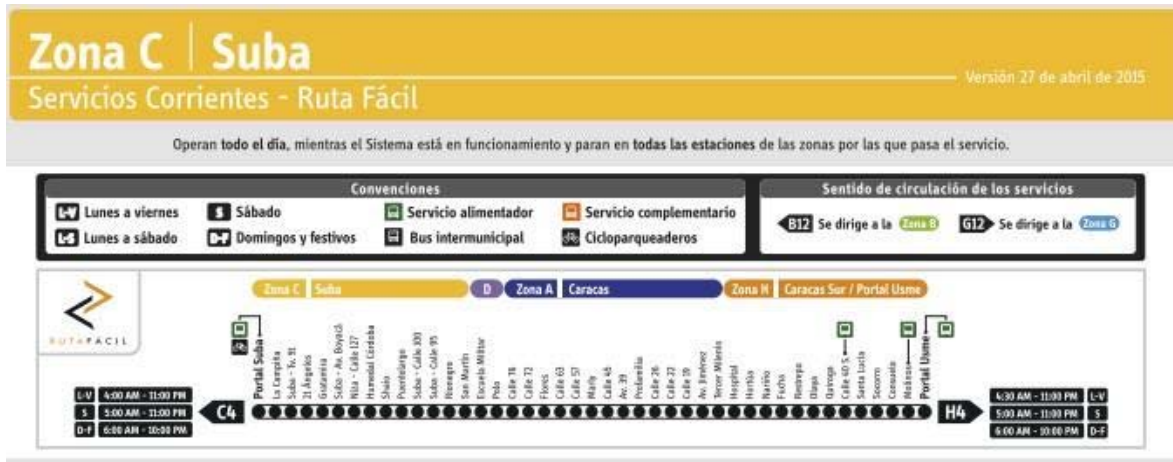 Zona C | Suba
Versión 27 de abril de 2015
Servicios Corrientes - Ruta Fácil
Operan todo el día, mientras el Sistema está en funcionamiento y paran en todas las estaciones de las zonas por las que pasa el servicio.
Convenciones
L-V Lunes a viernes
S Sábado
Servicio alimentador
Servicio complementario
L-S Lunes a sábado
D-F Domingos y festivos
Bus intermunicipal
Cicloparqueaderos
Sentido de circulación de los servicios
B12 Se dirige a la Zona B
G12 Se dirige a la Zona G
RUTAFÁCIL
Zona C | Suba
D
Zona A | Caracas
Zona H | Caracas Sur / Portal Usme
Portal Suba
La Campiña
Suba - Tv. 91
21 Ángeles
Gratamira
Suba - Av. Boyacá
Niza - Calle 127
Humedal Córdoba
Shaio
Puentelargo
Suba - Calle 100
Suba - Calle 95
Rionegro
San Martín
Escuela Militar
Polo
Calle 76
Calle 72
Flores
Calle 63
Calle 57
Marly
Calle 45
Av. 39
Profamilia
Calle 26
Calle 22
Calle 19
Av. Jiménez
Tercer Milenio
Hospital
Hortúa
Nariño
Fucha
Restrepo
Olaya
Quiroga
Calle 40 S.
Santa Lucía
Socorro
Consuelo
Molinos
Portal Usme
L-V 4:00 AM - 11:00 PM
S 5:00 AM - 11:00 PM
D-F 6:00 AM - 10:00 PM
C4
H4
4:30 AM - 11:00 PM L-V
5:00 AM - 11:00 PM S
6:00 AM - 10:00 PM D-F